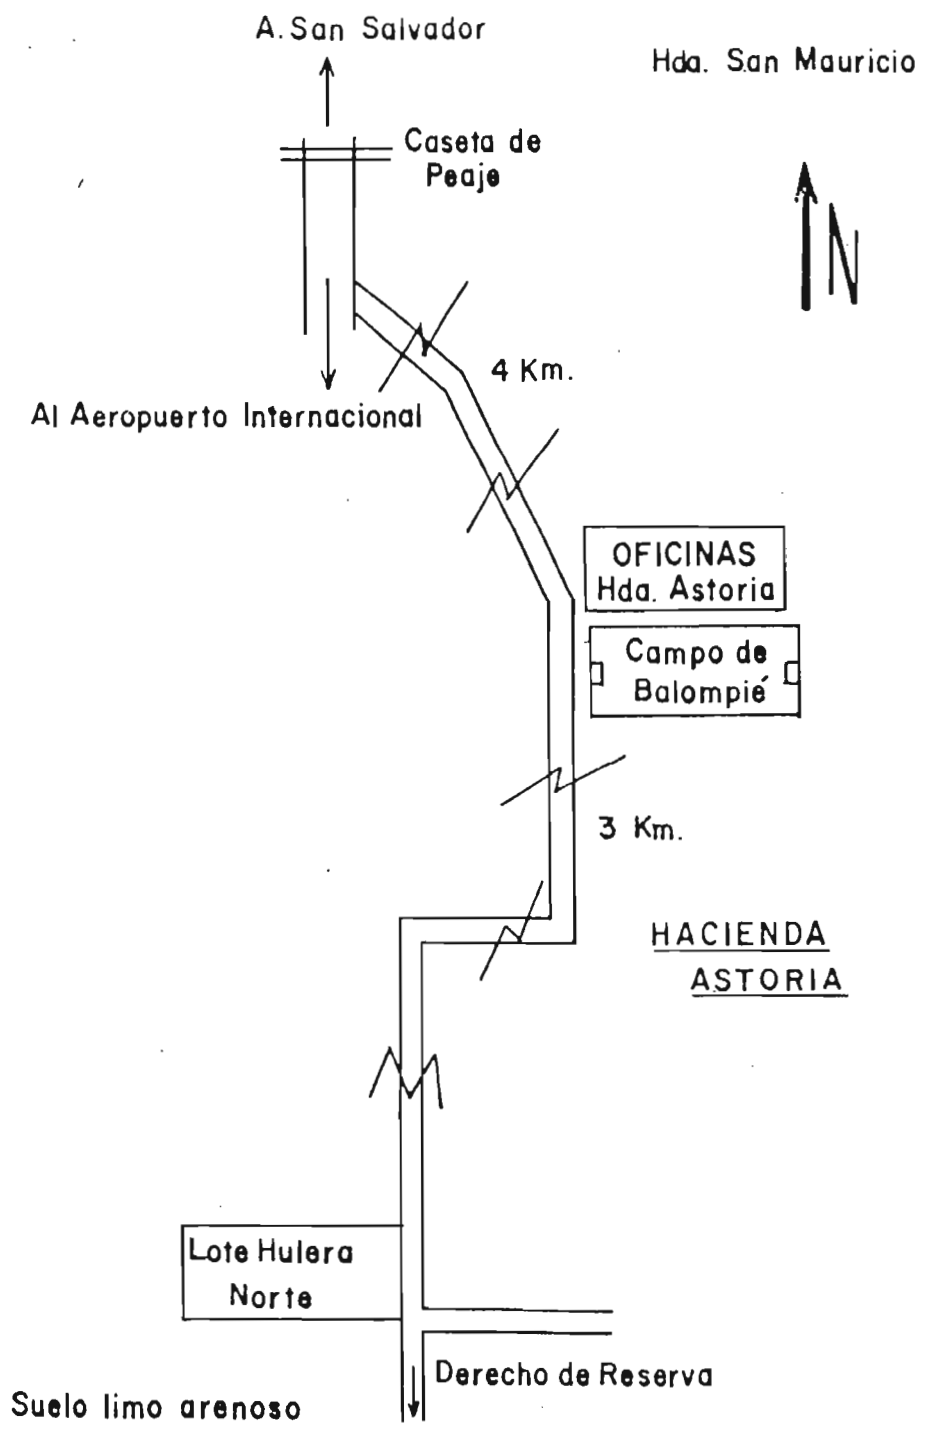 A. San Salvador
Hda. San Mauricio
Caseta de
Peaje
N
4 Km.
Al Aeropuerto Internacional
OFICINAS
Hda. Astoria
Campo de
Balompié
3 Km.
HACIENDA
ASTORIA
Lote Hulera
Norte
Derecho de Reserva
Suelo limo arenoso